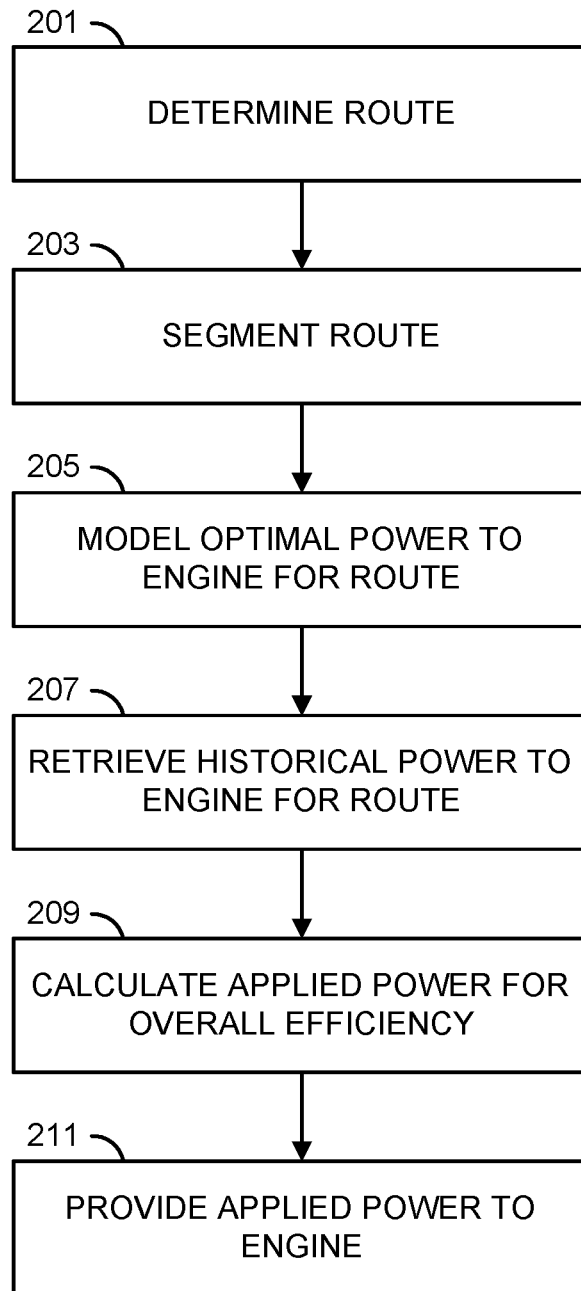 201
DETERMINE ROUTE
203
SEGMENT ROUTE
205
MODEL OPTIMAL POWER TO
ENGINE FOR ROUTE
207
RETRIEVE HISTORICAL POWER TO
ENGINE FOR ROUTE
209
CALCULATE APPLIED POWER FOR
OVERALL EFFICIENCY
211
PROVIDE APPLIED POWER TO
ENGINE